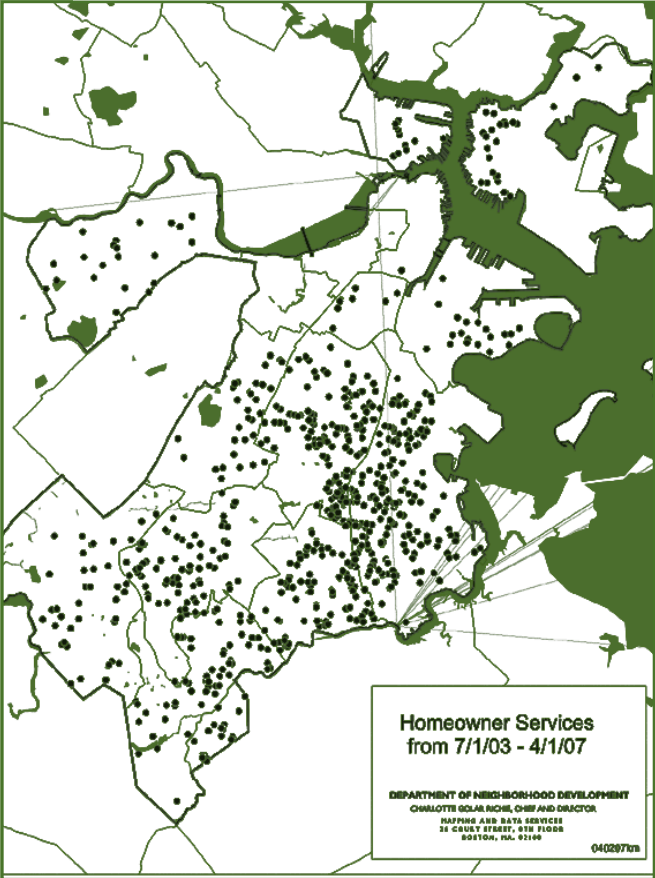 Homeowner Services
from 7/1/03 - 4/1/07
DEPARTMENT OF NEIGHBORHOOD DEVELOPMENT
CHARLOTTE GOLAR RICHIE, CHIEF AND DIRECTOR
MAPPING AND DATA SERVICES
26 COURT STREET, 9TH FLOOR
BOSTON, MA. 02108
040207km